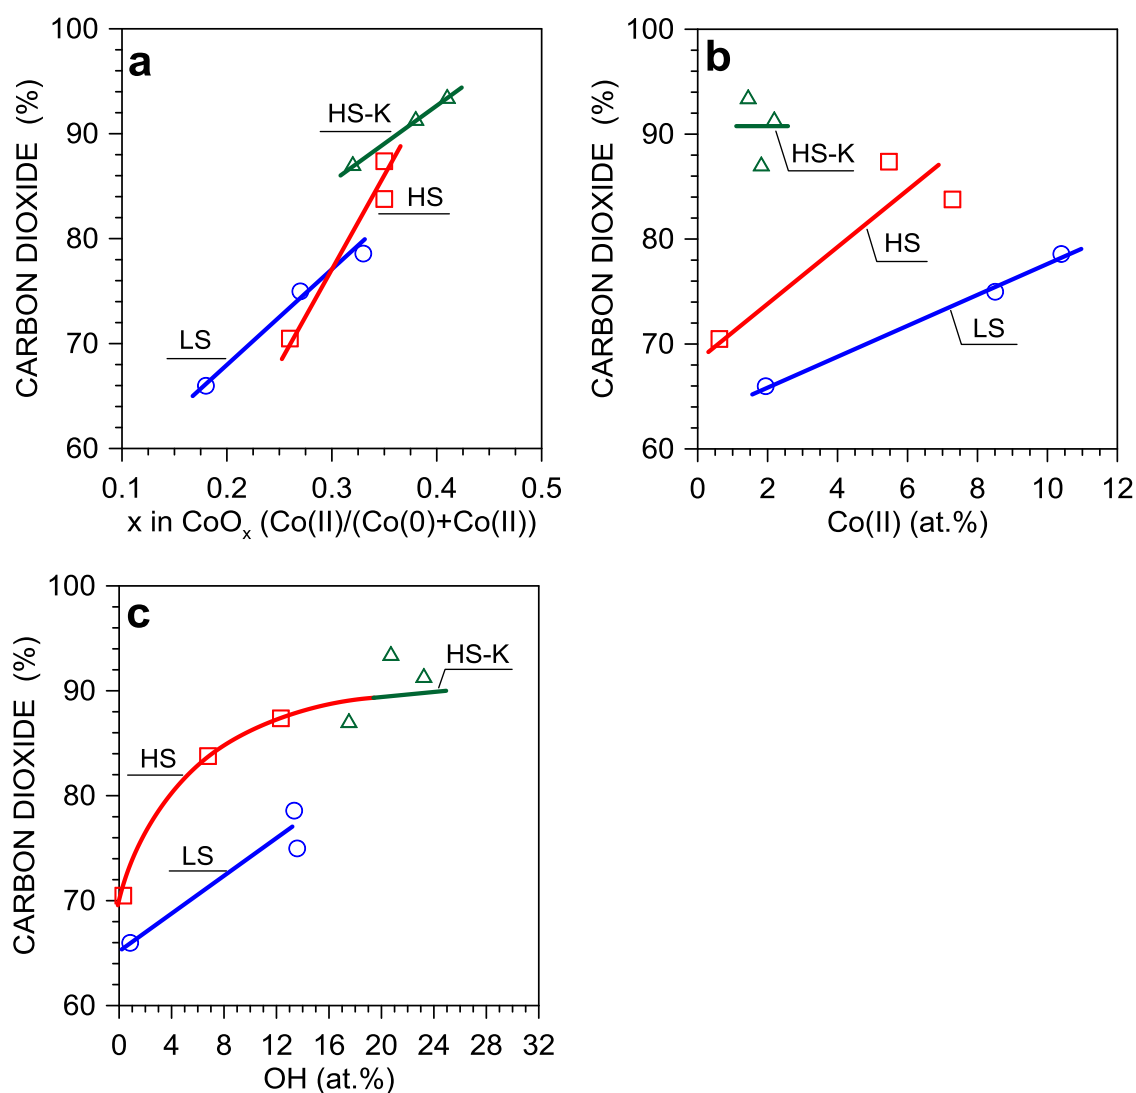 a
100
90
80
70
60
CARBON DIOXIDE (%)
HS-K
HS
LS
0.1 0.2 0.3 0.4 0.5
x in CoOx (Co(II)/(Co(0)+Co(II))
b
100
90
80
70
60
CARBON DIOXIDE (%)
HS-K
HS
LS
0 2 4 6 8 10 12
Co(II) (at.%)
c
100
90
80
70
60
CARBON DIOXIDE (%)
HS-K
HS
LS
0 4 8 12 16 20 24 28 32
OH (at.%)